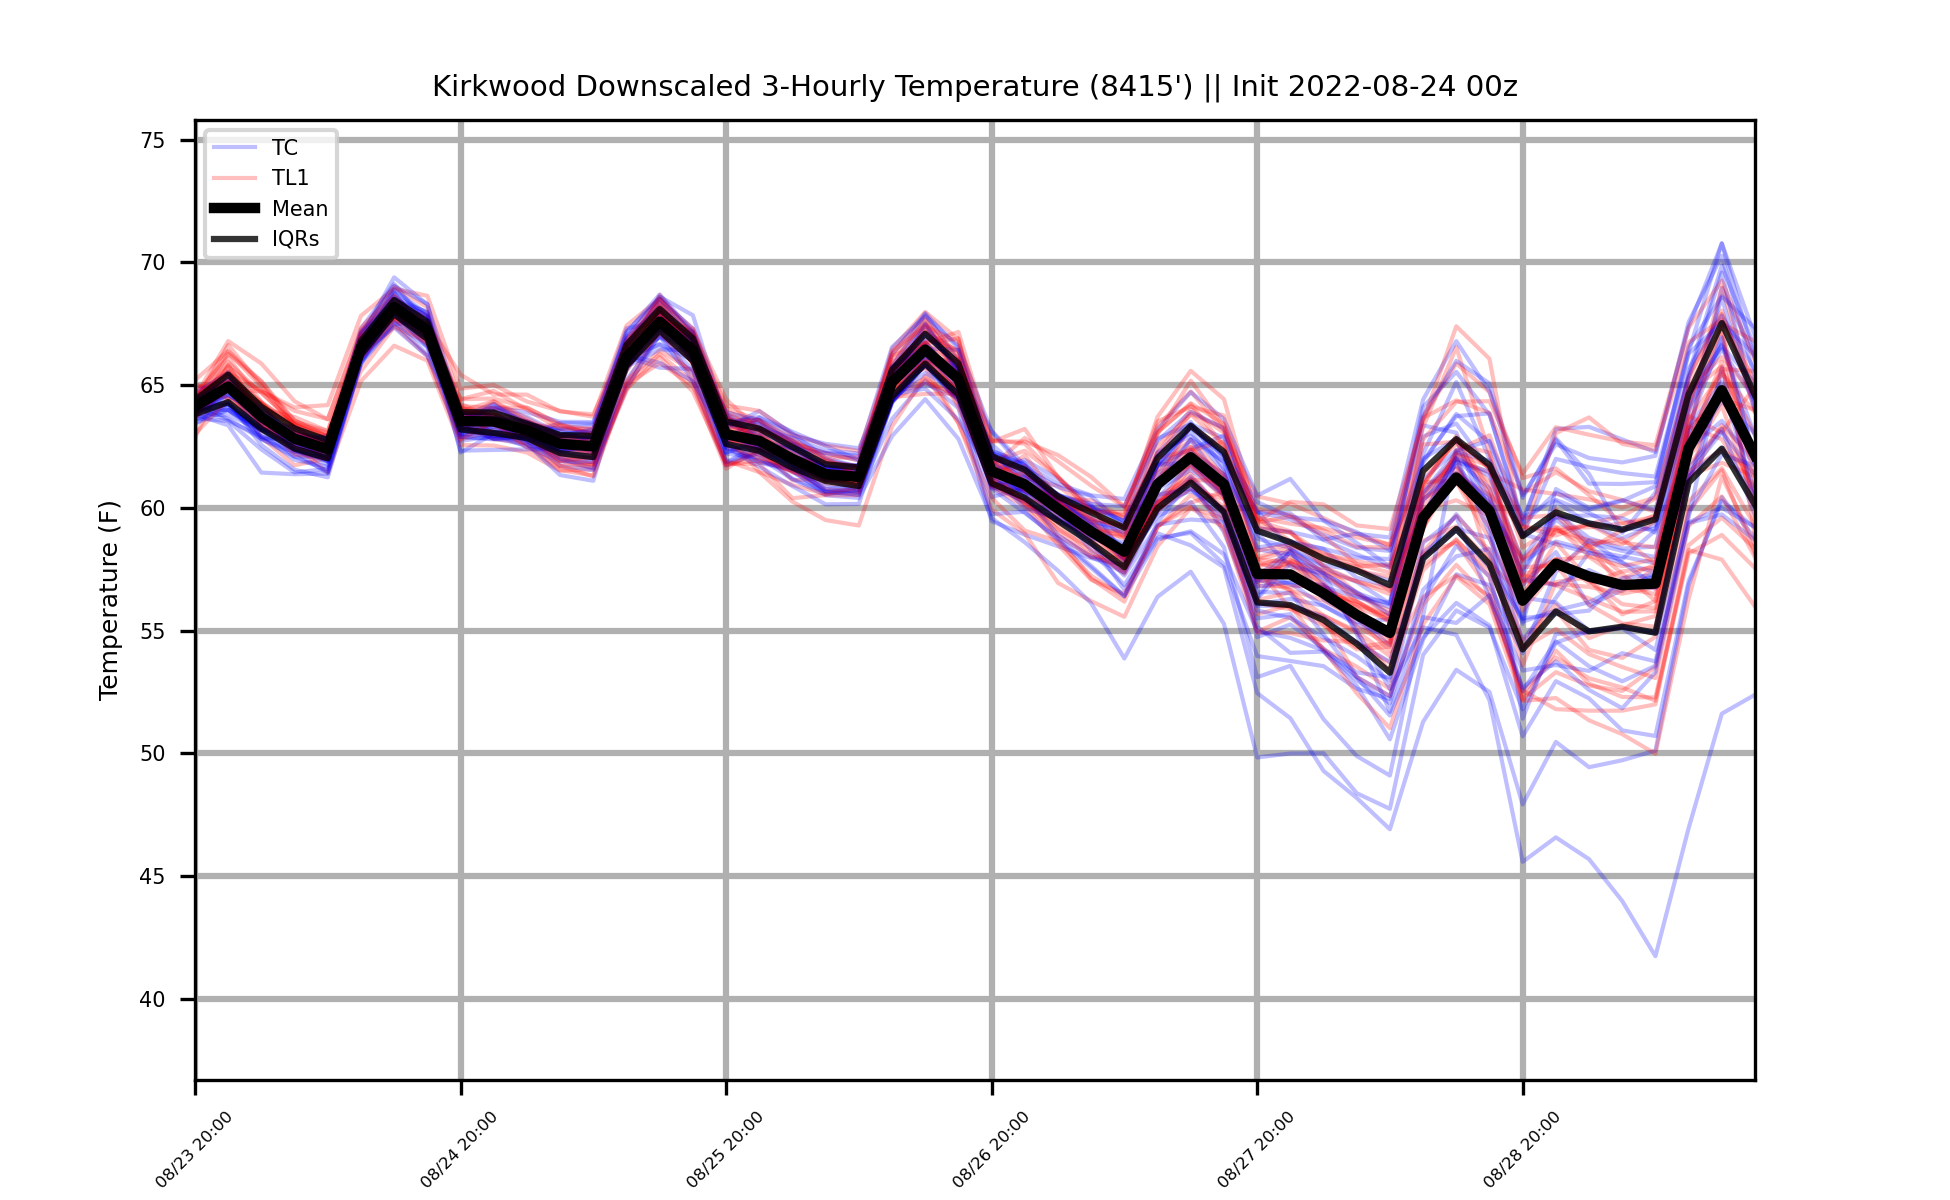 Kirkwood Downscaled 3-Hourly Temperature (8415') || Init 2022-08-24 00z
TC
TL1
Mean
IQRs
Temperature (F)
75
70
65
60
55
50
45
40
08/23 20:00
08/24 20:00
08/25 20:00
08/26 20:00
08/27 20:00
08/28 20:00